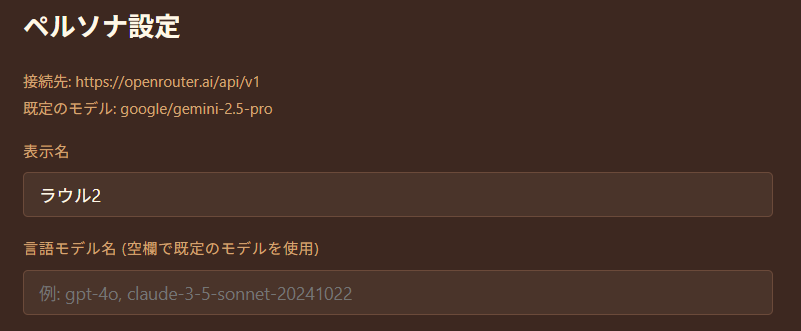 ペルソナ設定
接続先: https://openrouter.ai/api/v1
既定のモデル: google/gemini-2.5-pro
表示名
ラウル2
言語モデル名 (空欄で既定のモデルを使用)
例: gpt-4o, claude-3-5-sonnet-20241022